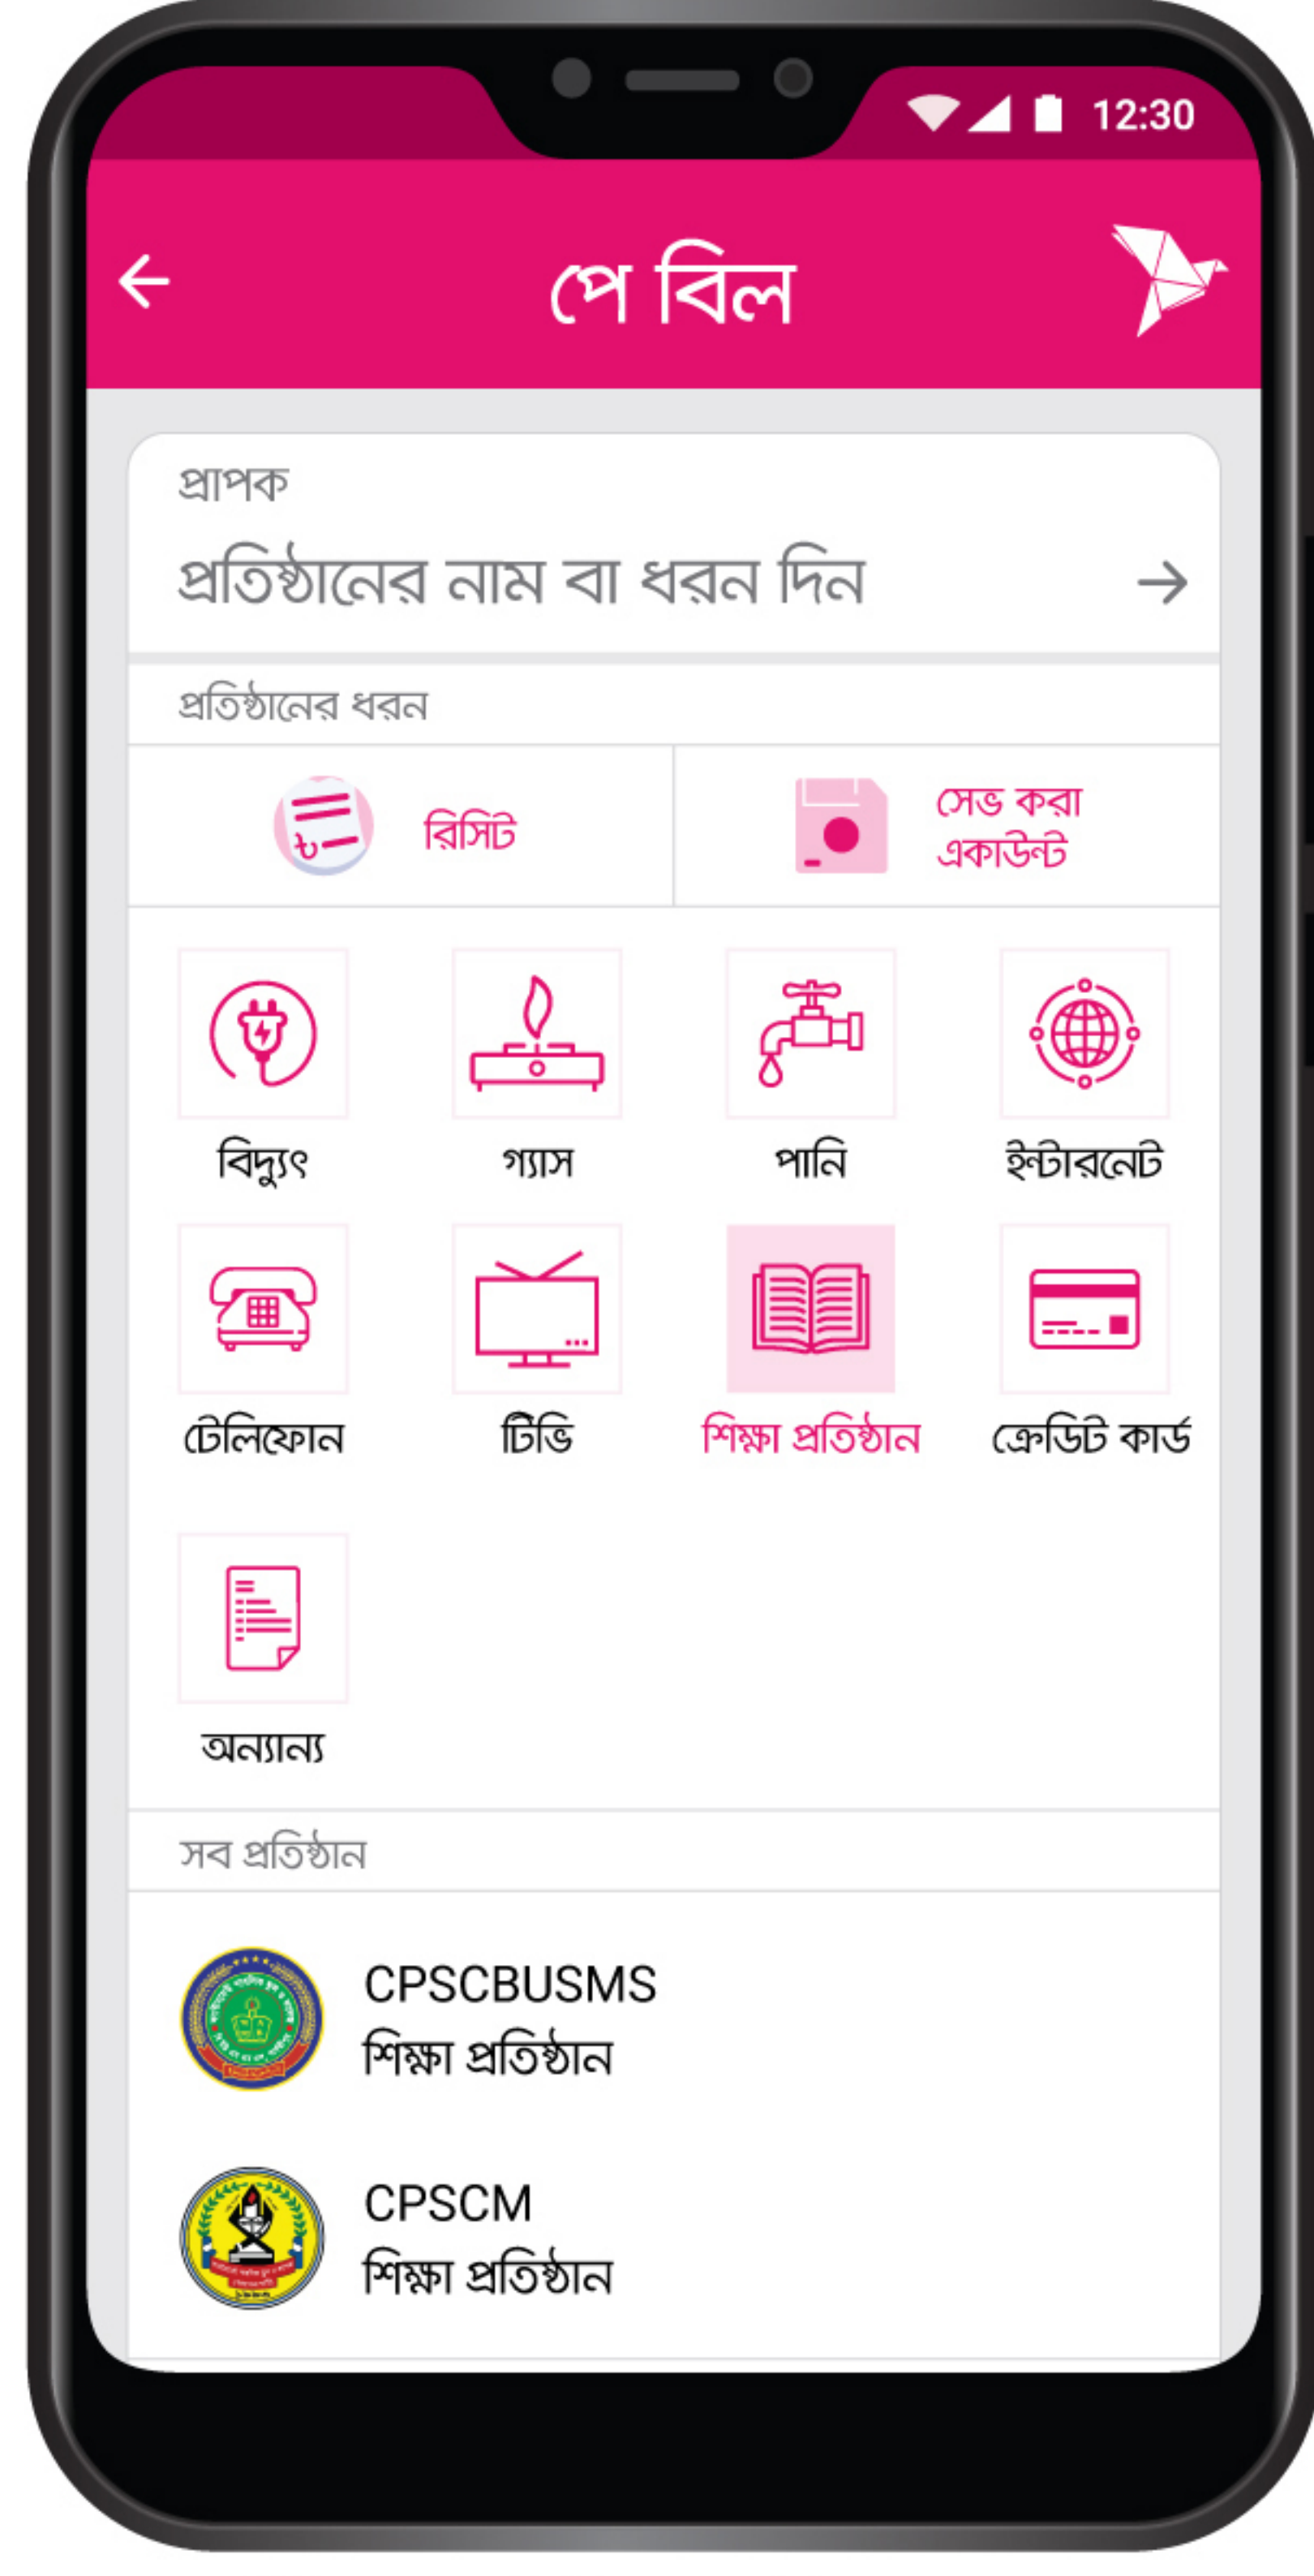 12:30
পে বিল
প্রাপক
প্রতিষ্ঠানের নাম বা ধরন দিন
প্রতিষ্ঠানের ধরন
রিসিট
সেভ করা
একাউন্ট
বিদ্যুৎ গ্যাস পানি ইন্টারনেট
টেলিফোন টিভি শিক্ষা প্রতিষ্ঠান ক্রেডিট কার্ড
অন্যান্য
সব প্রতিষ্ঠান
CPSCBUSMS
শিক্ষা প্রতিষ্ঠান
CPSCM
শিক্ষা প্রতিষ্ঠান